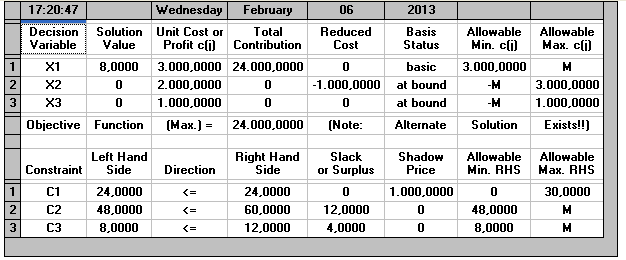 17:20:47 Wednesday February 06 2013
Decision Variable Solution Value Unit Cost or Profit c(j) Total Contribution Reduced Cost Basis Status Allowable Min. c(j) Allowable Max. c(j)
1 X1 8,0000 3.000,0000 24.000,0000 0 basic 3.000,0000 M
2 X2 0 2.000,0000 0 -1.000,0000 at bound -M 3.000,0000
3 X3 0 1.000,0000 0 0 at bound -M 1.000,0000
Objective Function (Max.) = 24.000,0000 (Note: Alternate Solution Exists!!)
Constraint Left Hand Side Direction Right Hand Side Slack or Surplus Shadow Price Allowable Min. RHS Allowable Max. RHS
1 C1 24,0000 <= 24,0000 0 1.000,0000 0 30,0000
2 C2 48,0000 <= 60,0000 12,0000 0 48,0000 M
3 C3 8,0000 <= 12,0000 4,0000 0 8,0000 M